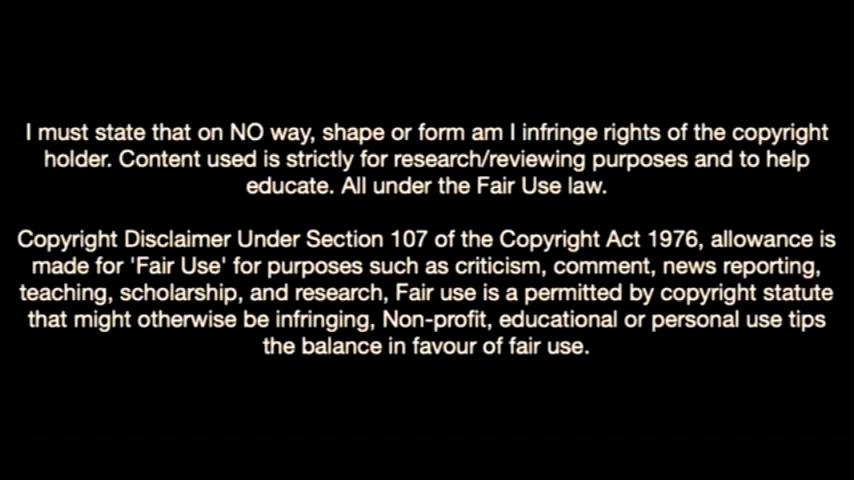 I must state that on NO way, shape or form am I infringe rights of the copyright
holder. Content used is strictly for research/reviewing purposes and to help
educate. All under the Fair Use law.
Copyright Disclaimer Under Section 107 of the Copyright Act 1976, allowance is
made for 'Fair Use' for purposes such as criticism, comment, news reporting,
teaching, scholarship, and research, Fair use is a permitted by copyright statute
that might otherwise be infringing, Non-profit, educational or personal use tips
the balance in favour of fair use.